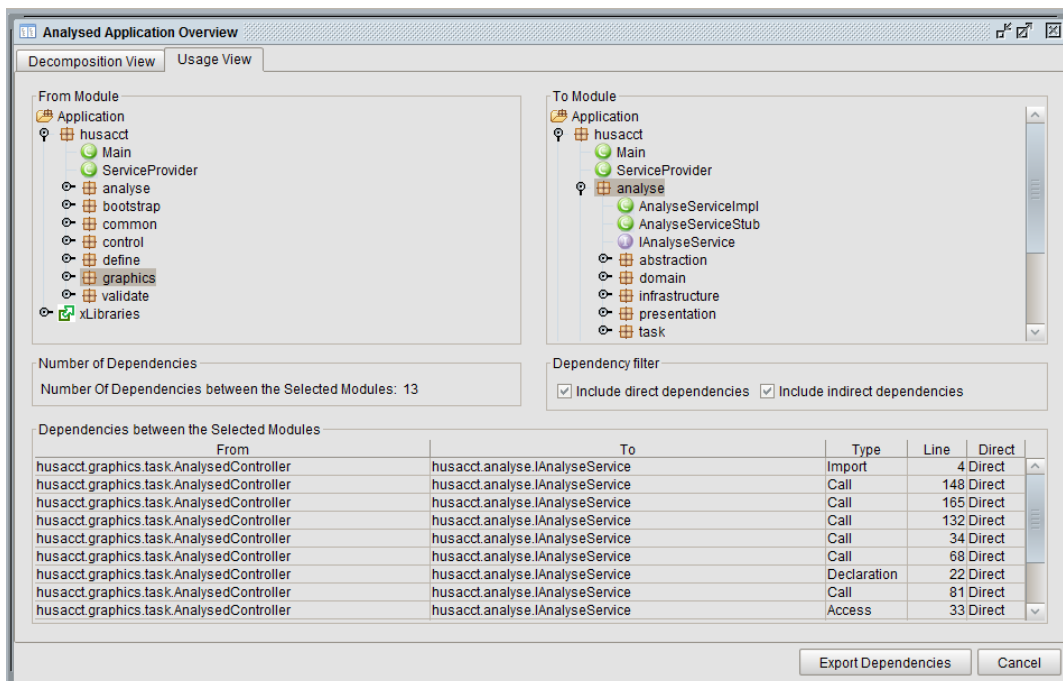 Analysed Application Overview
Decomposition View Usage View
From Module
Application
husacct
Main
ServiceProvider
analyse
bootstrap
common
control
define
graphics
validate
xLibraries
To Module
Application
husacct
Main
ServiceProvider
analyse
AnalyseServiceImpl
AnalyseServiceStub
IAnalyseService
abstraction
domain
infrastructure
presentation
task
Number of Dependencies
Number Of Dependencies between the Selected Modules: 13
Dependency filter
Include direct dependencies Include indirect dependencies
Dependencies between the Selected Modules
From To Type Line Direct
husacct.graphics.task.AnalysedController husacct.analyse.IAnalyseService Import 4 Direct
husacct.graphics.task.AnalysedController husacct.analyse.IAnalyseService Call 148 Direct
husacct.graphics.task.AnalysedController husacct.analyse.IAnalyseService Call 165 Direct
husacct.graphics.task.AnalysedController husacct.analyse.IAnalyseService Call 132 Direct
husacct.graphics.task.AnalysedController husacct.analyse.IAnalyseService Call 34 Direct
husacct.graphics.task.AnalysedController husacct.analyse.IAnalyseService Call 68 Direct
husacct.graphics.task.AnalysedController husacct.analyse.IAnalyseService Declaration 22 Direct
husacct.graphics.task.AnalysedController husacct.analyse.IAnalyseService Call 81 Direct
husacct.graphics.task.AnalysedController husacct.analyse.IAnalyseService Access 33 Direct
Export Dependencies Cancel